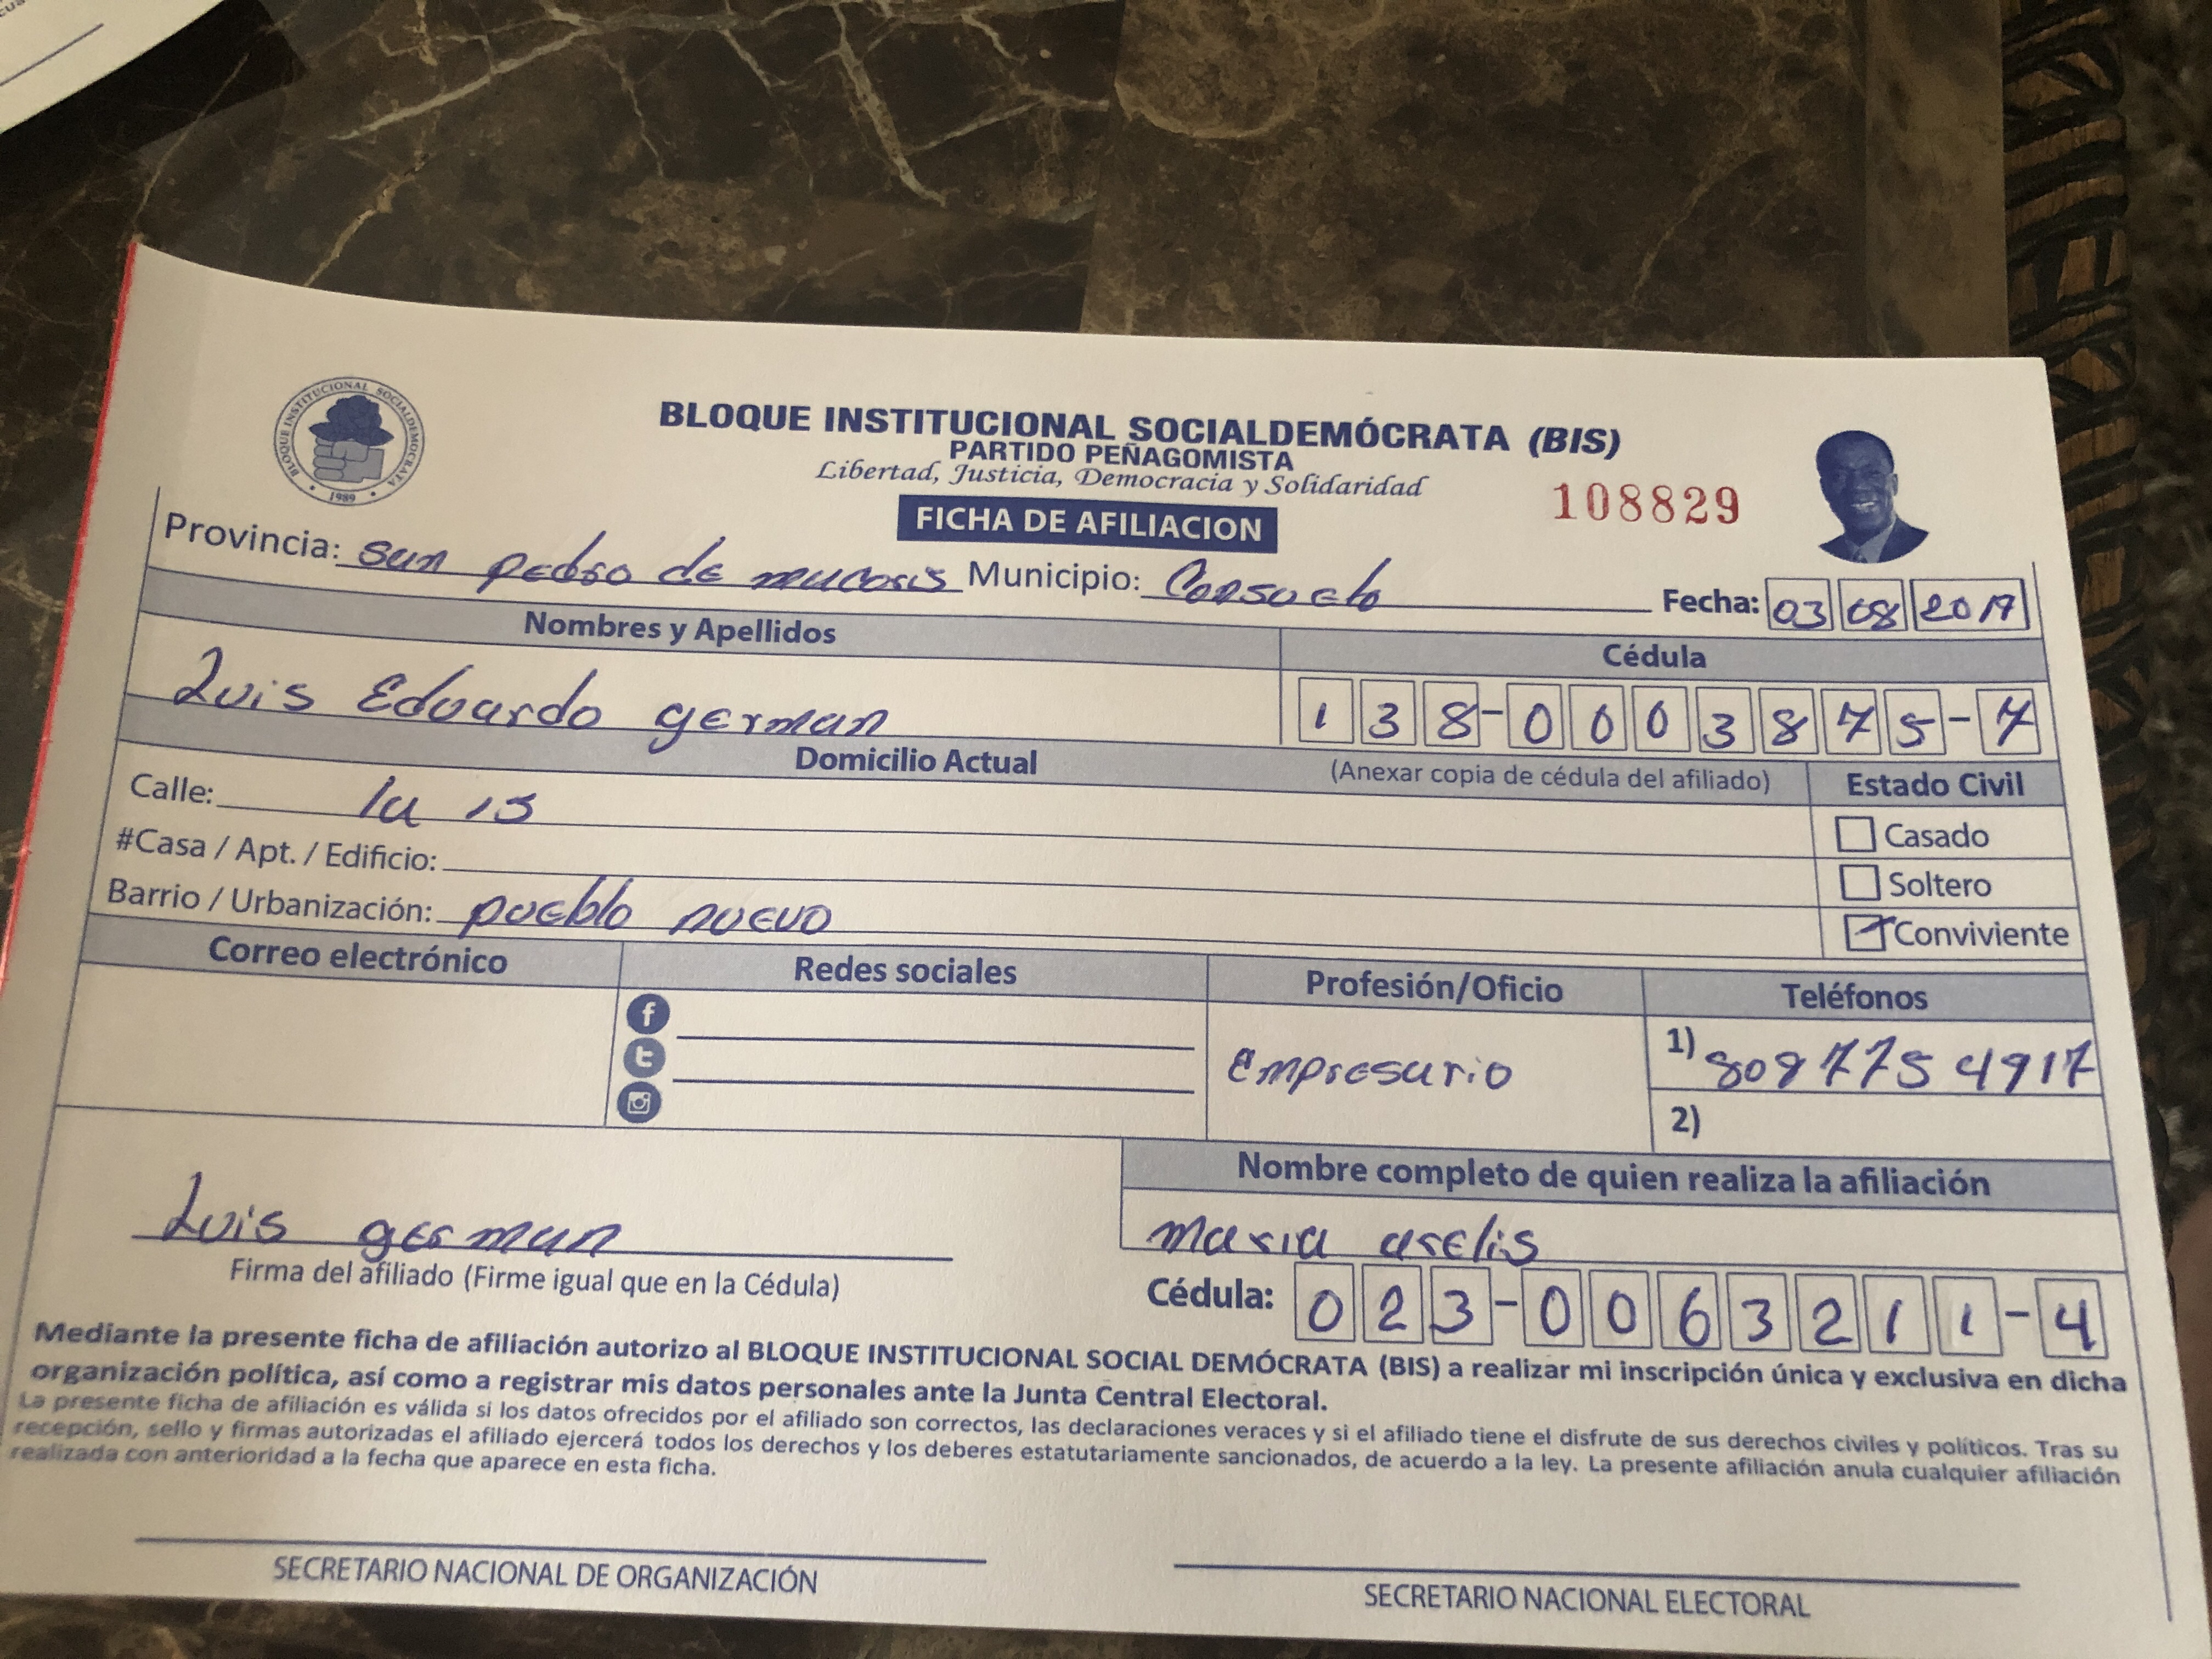 BLOQUE INSTITUCIONAL SOCIALDEMOCRATA
1989
BLOQUE INSTITUCIONAL SOCIALDEMÓCRATA (BIS)
PARTIDO PEÑAGOMISTA
Libertad, Justicia, Democracia y Solidaridad
FICHA DE AFILIACION
108829
Provincia: san pedro de macoris Municipio: Consuelo Fecha: 03 08 2019
Nombres y Apellidos Cédula
Luis Eduardo german 138-0003875-7
Domicilio Actual (Anexar copia de cédula del afiliado) Estado Civil
Calle: la 15
Casado
#Casa / Apt. / Edificio:
Soltero
Barrio / Urbanización: pueblo nuevo
Conviviente
Correo electrónico Redes sociales Profesión/Oficio Teléfonos
Empresario
1) 809 775 4917
2)
Nombre completo de quien realiza la afiliación
Luis german
maria arelis
Firma del afiliado (Firme igual que en la Cédula)
Cédula: 023-0063211-4
Mediante la presente ficha de afiliación autorizo al BLOQUE INSTITUCIONAL SOCIAL DEMÓCRATA (BIS) a realizar mi inscripción única y exclusiva en dicha
organización política, así como a registrar mis datos personales ante la Junta Central Electoral.
La presente ficha de afiliación es válida si los datos ofrecidos por el afiliado son correctos, las declaraciones veraces y si el afiliado tiene el disfrute de sus derechos civiles y políticos. Tras su
recepción, sello y firmas autorizadas el afiliado ejercerá todos los derechos y los deberes estatutariamente sancionados, de acuerdo a la ley. La presente afiliación anula cualquier afiliación
realizada con anterioridad a la fecha que aparece en esta ficha.
SECRETARIO NACIONAL DE ORGANIZACIÓN
SECRETARIO NACIONAL ELECTORAL